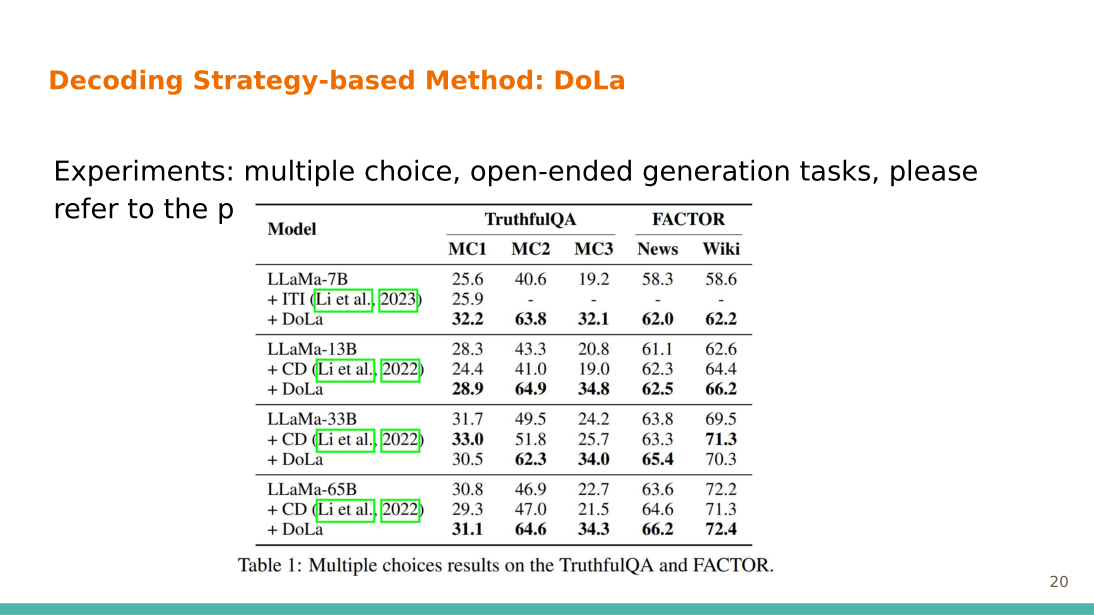 Decoding Strategy-based Method: DoLa
Experiments: multiple choice, open-ended generation tasks, please
refer to the p
Model TruthfulQA FACTOR
MC1 MC2 MC3 News Wiki
LLaMa-7B 25.6 40.6 19.2 58.3 58.6
+ ITI (Li et al., 2023) 25.9 - - - -
+ DoLa 32.2 63.8 32.1 62.0 62.2
LLaMa-13B 28.3 43.3 20.8 61.1 62.6
+ CD (Li et al., 2022) 24.4 41.0 19.0 62.3 64.4
+ DoLa 28.9 64.9 34.8 62.5 66.2
LLaMa-33B 31.7 49.5 24.2 63.8 69.5
+ CD (Li et al., 2022) 33.0 51.8 25.7 63.3 71.3
+ DoLa 30.5 62.3 34.0 65.4 70.3
LLaMa-65B 30.8 46.9 22.7 63.6 72.2
+ CD (Li et al., 2022) 29.3 47.0 21.5 64.6 71.3
+ DoLa 31.1 64.6 34.3 66.2 72.4
Table 1: Multiple choices results on the TruthfulQA and FACTOR.
20